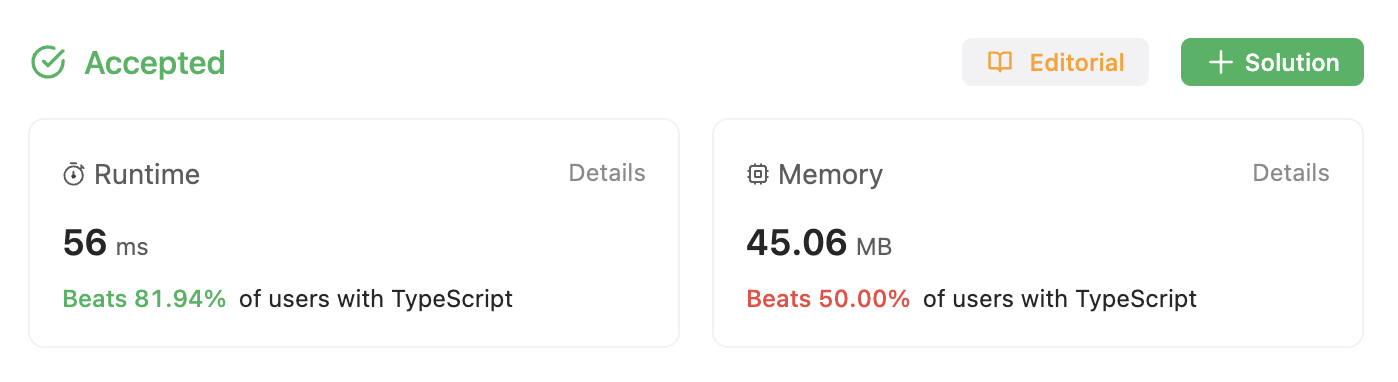 Accepted
Editorial
+ Solution
Runtime
Details
56 ms
Beats 81.94% of users with TypeScript
Memory
Details
45.06 MB
Beats 50.00% of users with TypeScript